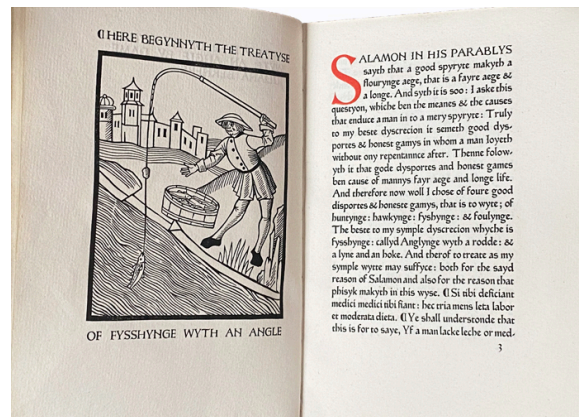 ¶HERE BEGYNNYTH THE TREATYSE
OF FYSSHYNGE WYTH AN ANGLE
SALAMON IN HIS PARABLYS
sayth that a good spyryte makyth a
flourynge aege, that is a fayre aege &
a longe. And syth it is soo: I aske this
questyon, whiche ben the meanes & the causes
that enduce a man in to a mery spyryte: Truly
to my beste dyscrecion it semeth good dys-
portes & honest gamys in whom a man Ioyeth
without ony repentannce after. Thenne folow-
yth it that gode dysportes and honest games
ben cause of mannys fayr aege and longe life.
And therefore now woll I chose of foure good
disportes & honeste gamys, that is to wyte; of
huntynge: hawkynge: fysshynge: & foulynge.
The beste to my symple dyscrecion whyche is
fysshynge: callyd Anglynge wyth a rodde: &
a lyne and an hoke. And therof to treate as my
symple wytte may suffyce: both for the sayd
reason of Salamon and also for the reason that
phisyk makyth in this wyse. ¶Si tibi deficiant
medici medici tibi fiant: hec tria mens leta labor
et moderata dieta. ¶Ye shall understonde that
this is for to saye, Yf a man lacke leche or med-
3